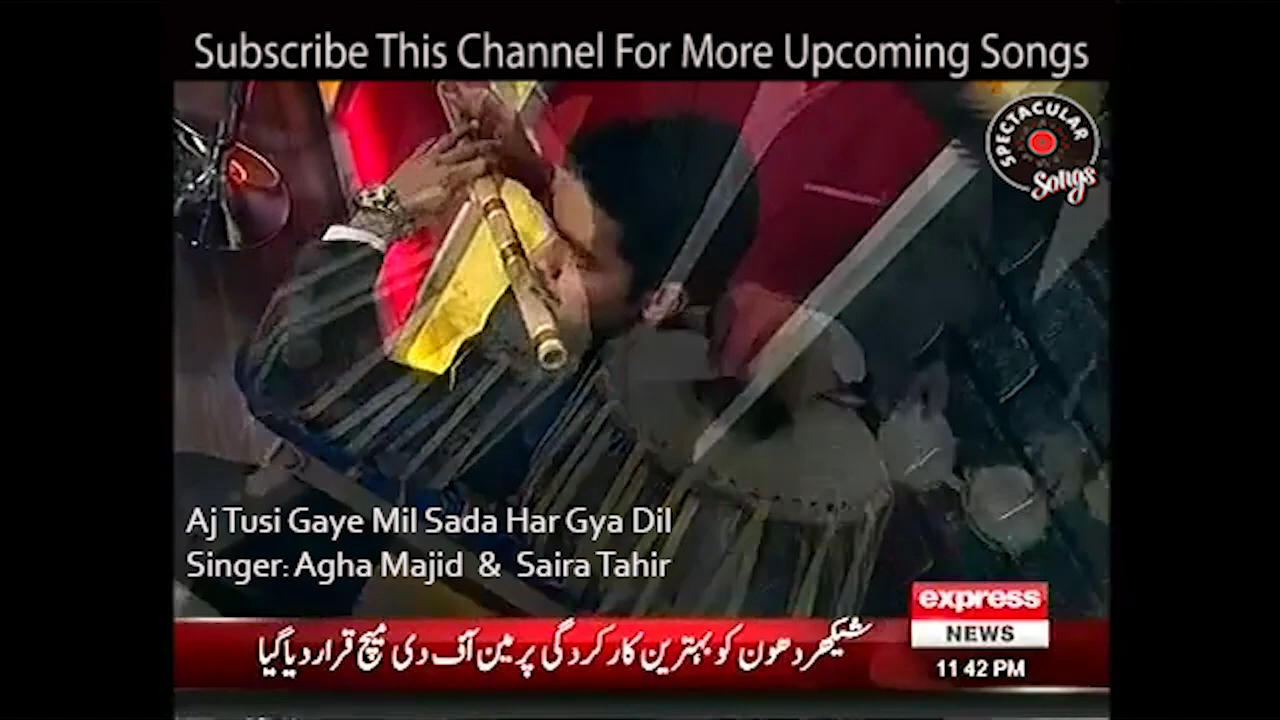 Subscribe This Channel For More Upcoming Songs
SPECTACULAR
Songs
Aj Tusi Gaye Mil Sada Har Gya Dil
Singer: Agha Majid & Saira Tahir
express
NEWS
شیکھر دھون کو بہترین کارکردگی پر مین آف دی میچ قرار دیا گیا
11 42 PM